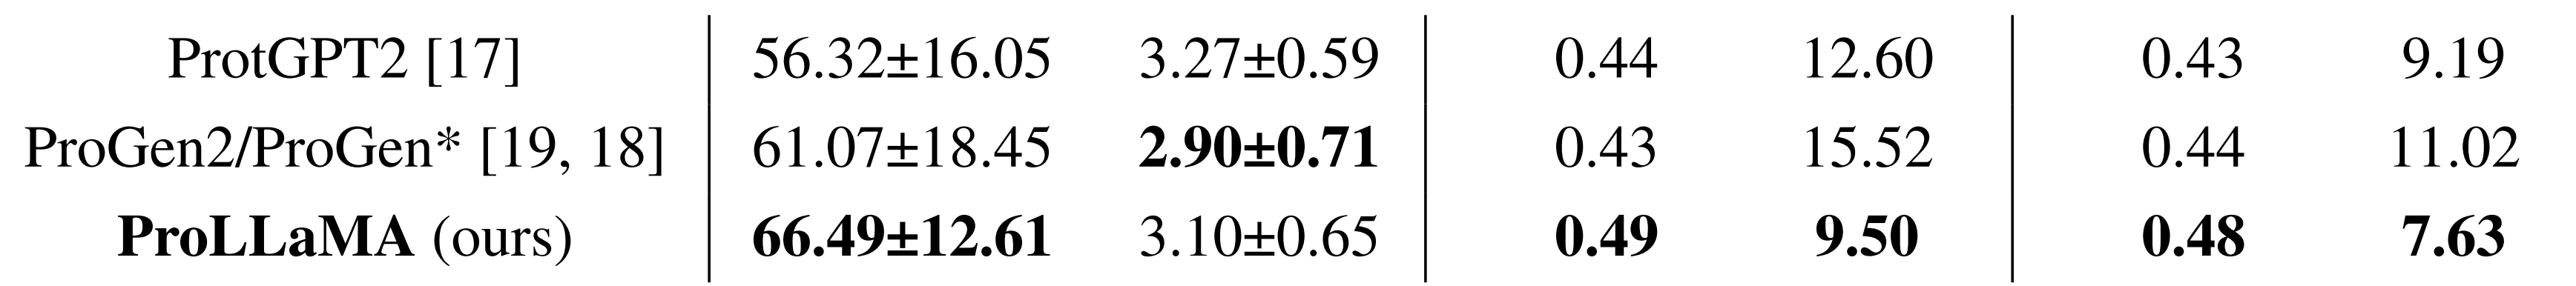 ProtGPT2 [17] 56.32±16.05 3.27±0.59 0.44 12.60 0.43 9.19
ProGen2/ProGen* [19, 18] 61.07±18.45 2.90±0.71 0.43 15.52 0.44 11.02
ProLLaMA (ours) 66.49±12.61 3.10±0.65 0.49 9.50 0.48 7.63